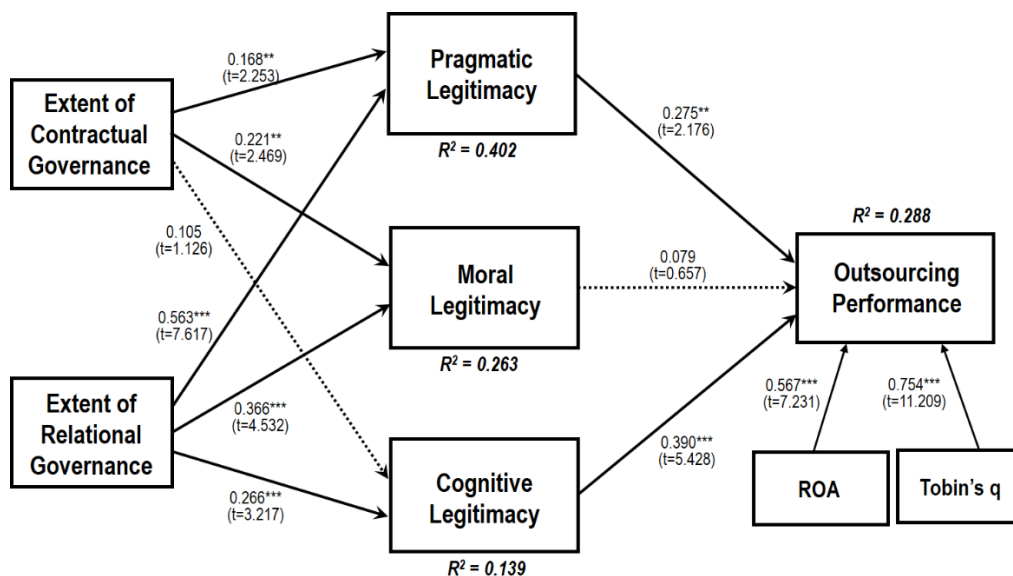 Extent of
Contractual
Governance
Extent of
Relational
Governance
0.168**
(t=2.253)
0.221**
(t=2.469)
0.105
(t=1.126)
0.563***
(t=7.617)
0.366***
(t=4.532)
0.266***
(t=3.217)
Pragmatic
Legitimacy
R² = 0.402
Moral
Legitimacy
R² = 0.263
Cognitive
Legitimacy
R² = 0.139
0.275**
(t=2.176)
0.079
(t=0.657)
0.390***
(t=5.428)
R² = 0.288
Outsourcing
Performance
0.567***
(t=7.231)
0.754***
(t=11.209)
ROA
Tobin's q